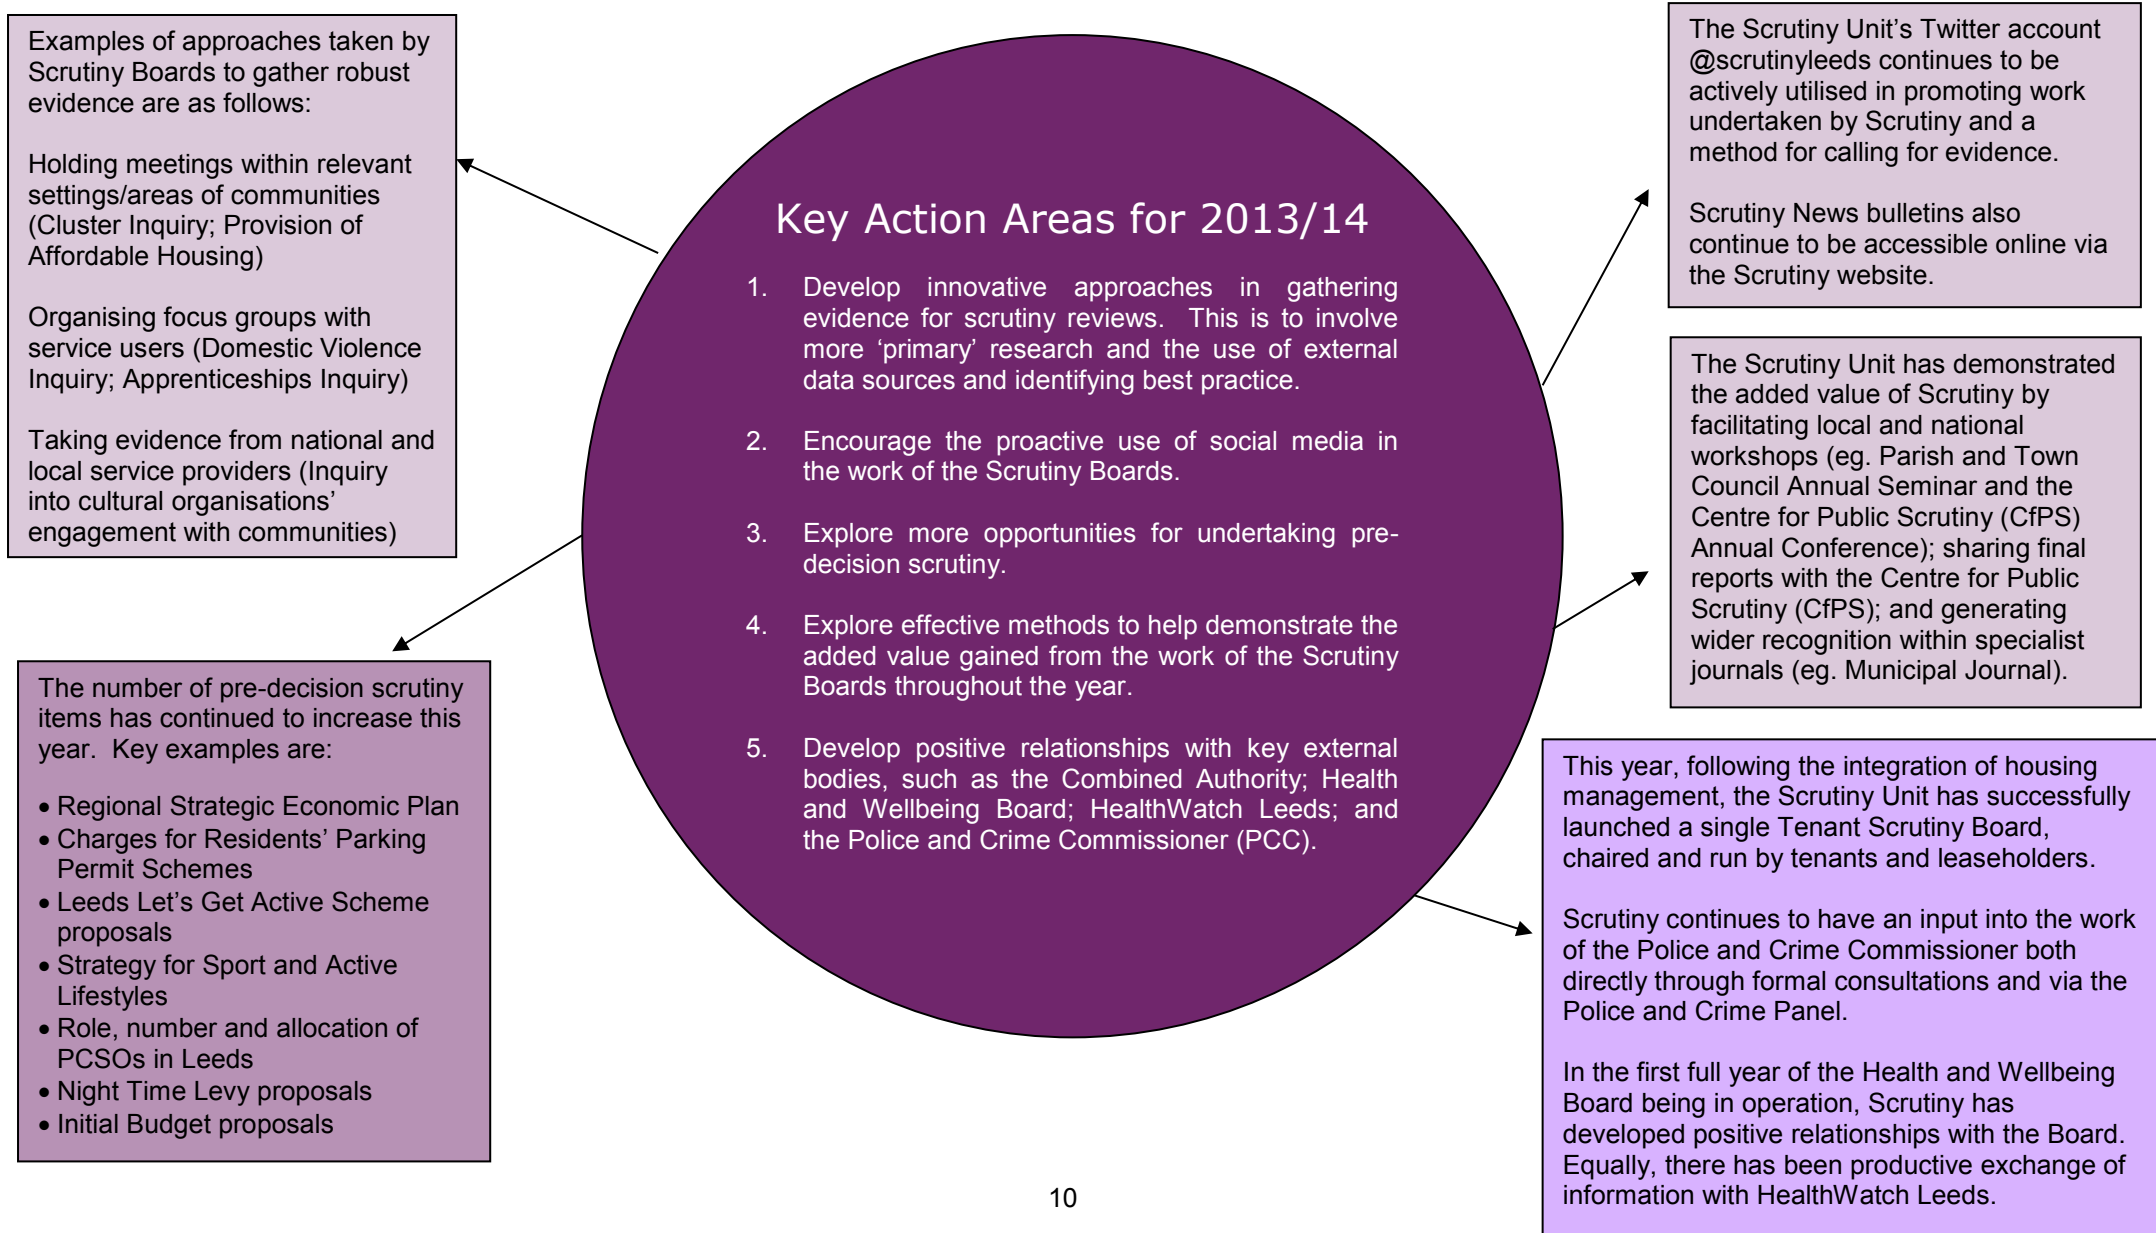 Examples of approaches taken by
Scrutiny Boards to gather robust
evidence are as follows:
Holding meetings within relevant
settings/areas of communities
(Cluster Inquiry; Provision of
Affordable Housing)
Organising focus groups with
service users (Domestic Violence
Inquiry; Apprenticeships Inquiry)
Taking evidence from national and
local service providers (Inquiry
into cultural organisations’
engagement with communities)
The number of pre-decision scrutiny
items has continued to increase this
year.  Key examples are:
• Regional Strategic Economic Plan
• Charges for Residents’ Parking
Permit Schemes
• Leeds Let’s Get Active Scheme
proposals
• Strategy for Sport and Active
Lifestyles
• Role, number and allocation of
PCSOs in Leeds
• Night Time Levy proposals
• Initial Budget proposals
Key Action Areas for 2013/14
1. Develop innovative approaches in gathering
evidence for scrutiny reviews.  This is to involve
more ‘primary’ research and the use of external
data sources and identifying best practice.
2. Encourage the proactive use of social media in
the work of the Scrutiny Boards.
3. Explore more opportunities for undertaking pre-
decision scrutiny.
4. Explore effective methods to help demonstrate the
added value gained from the work of the Scrutiny
Boards throughout the year.
5. Develop positive relationships with key external
bodies, such as the Combined Authority; Health
and Wellbeing Board; HealthWatch Leeds; and
the Police and Crime Commissioner (PCC).
The Scrutiny Unit’s Twitter account
@scrutinyleeds continues to be
actively utilised in promoting work
undertaken by Scrutiny and a
method for calling for evidence.
Scrutiny News bulletins also
continue to be accessible online via
the Scrutiny website.
The Scrutiny Unit has demonstrated
the added value of Scrutiny by
facilitating local and national
workshops (eg. Parish and Town
Council Annual Seminar and the
Centre for Public Scrutiny (CfPS)
Annual Conference); sharing final
reports with the Centre for Public
Scrutiny (CfPS); and generating
wider recognition within specialist
journals (eg. Municipal Journal).
This year, following the integration of housing
management, the Scrutiny Unit has successfully
launched a single Tenant Scrutiny Board,
chaired and run by tenants and leaseholders.
Scrutiny continues to have an input into the work
of the Police and Crime Commissioner both
directly through formal consultations and via the
Police and Crime Panel.
In the first full year of the Health and Wellbeing
Board being in operation, Scrutiny has
developed positive relationships with the Board.
Equally, there has been productive exchange of
information with HealthWatch Leeds.
10